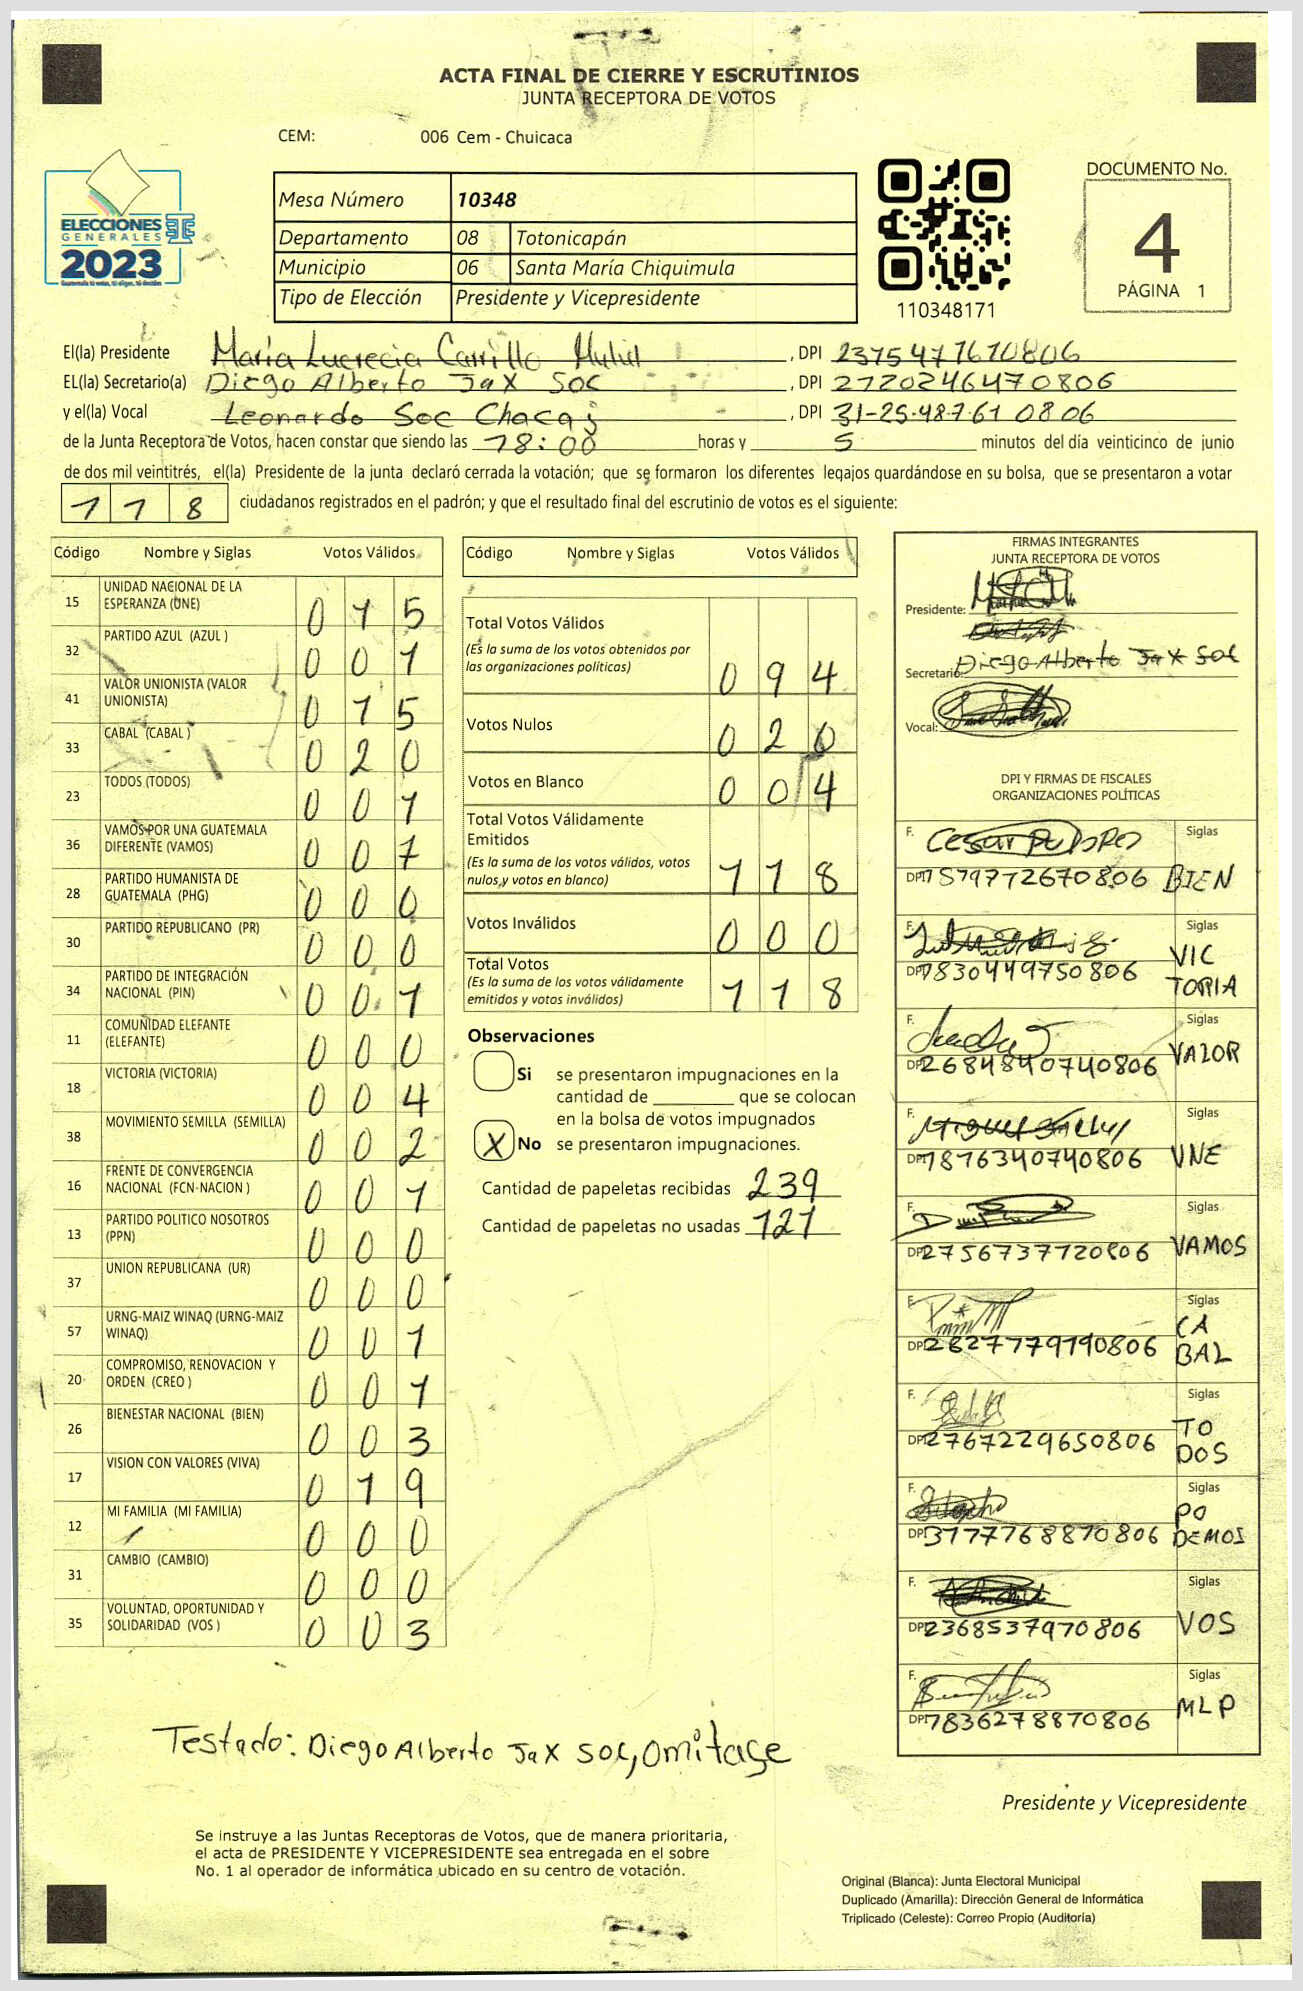 ACTA FINAL DE CIERRE Y ESCRUTINIOS
JUNTA RECEPTORA DE VOTOS
CEM: 006 Cem - Chuicaca
ELECCIONES
GENERALES
2023
Mesa Número 10348
Departamento 08 Totonicapán
Municipio 06 Santa María Chiquimula
Tipo de Elección Presidente y Vicepresidente
110348171
DOCUMENTO No.
4
PÁGINA 1
El(la) Presidente María Lucrecia Carrillo , DPI 2375471670806
EL(la) Secretario(a) Diego Alberto Jax Soc , DPI 2720246470806
y el(la) Vocal Leonardo Soc Chacaj , DPI 31-25-48761 0806
de la Junta Receptora de Votos, hacen constar que siendo las 18:00 horas y 5 minutos del día veinticinco de junio
de dos mil veintitrés, el(la) Presidente de la junta declaró cerrada la votación; que se formaron los diferentes legajos guardándose en su bolsa, que se presentaron a votar
118 ciudadanos registrados en el padrón; y que el resultado final del escrutinio de votos es el siguiente:
Código Nombre y Siglas Votos Válidos
15 UNIDAD NACIONAL DE LA ESPERANZA (UNE) 0 1 5
32 PARTIDO AZUL (AZUL ) 0 0 1
41 VALOR UNIONISTA (VALOR UNIONISTA) 0 1 5
33 CABAL (CABAL ) 0 2 0
23 TODOS (TODOS) 0 0 1
36 VAMOS POR UNA GUATEMALA DIFERENTE (VAMOS) 0 0 7
28 PARTIDO HUMANISTA DE GUATEMALA (PHG) 0 0 0
30 PARTIDO REPUBLICANO (PR) 0 0 0
34 PARTIDO DE INTEGRACIÓN NACIONAL (PIN) 0 0 1
11 COMUNIDAD ELEFANTE (ELEFANTE) 0 0 0
18 VICTORIA (VICTORIA) 0 0 4
38 MOVIMIENTO SEMILLA (SEMILLA) 0 0 2
16 FRENTE DE CONVERGENCIA NACIONAL (FCN-NACION ) 0 0 1
13 PARTIDO POLITICO NOSOTROS (PPN) 0 0 0
37 UNION REPUBLICANA (UR) 0 0 0
57 URNG-MAIZ WINAQ (URNG-MAIZ WINAQ) 0 0 1
20 COMPROMISO, RENOVACION Y ORDEN (CREO ) 0 0 1
26 BIENESTAR NACIONAL (BIEN) 0 0 3
17 VISION CON VALORES (VIVA) 0 1 9
12 MI FAMILIA (MI FAMILIA) 0 0 0
31 CAMBIO (CAMBIO) 0 0 0
35 VOLUNTAD, OPORTUNIDAD Y SOLIDARIDAD (VOS ) 0 0 3
Código Nombre y Siglas Votos Válidos
Total Votos Válidos
(Es la suma de los votos obtenidos por
las organizaciones políticas) 0 9 4
Votos Nulos 0 2 0
Votos en Blanco 0 0 4
Total Votos Válidamente
Emitidos
(Es la suma de los votos válidos, votos
nulos y votos en blanco) 1 1 8
Votos Inválidos 0 0 0
Total Votos
(Es la suma de los votos válidamente
emitidos y votos inválidos) 1 1 8
Observaciones
Si se presentaron impugnaciones en la
cantidad de ________ que se colocan
en la bolsa de votos impugnados
X No se presentaron impugnaciones.
Cantidad de papeletas recibidas 239
Cantidad de papeletas no usadas 121
FIRMAS INTEGRANTES
JUNTA RECEPTORA DE VOTOS
Presidente:
Secretario: Diego Alberto Jax Soc
Vocal:
DPI Y FIRMAS DE FISCALES
ORGANIZACIONES POLÍTICAS
F. Siglas
DPI 1579772670806 BIEN
F. Siglas
DPI 1830449750806 VICTORIA
F. Siglas
DPI 2684840740806 VALOR
F. Siglas
DPI 1876340740806 UNE
F. Siglas
DPI 2756737720806 VAMOS
F. Siglas
DPI 2827779190806 CABAL
F. Siglas
DPI 2767229650806 TODOS
F. Siglas
DPI 3177768870806 PODEMOS
F. Siglas
DPI 2368537970806 VOS
F. Siglas
DPI 1836278870806 MLP
Testado: Diego Alberto Jax Soc, Omitase
Presidente y Vicepresidente
Se instruye a las Juntas Receptoras de Votos, que de manera prioritaria,
el acta de PRESIDENTE Y VICEPRESIDENTE sea entregada en el sobre
No. 1 al operador de informática ubicado en su centro de votación.
Original (Blanca): Junta Electoral Municipal
Duplicado (Amarilla): Dirección General de Informática
Triplicado (Celeste): Correo Propio (Auditoría)